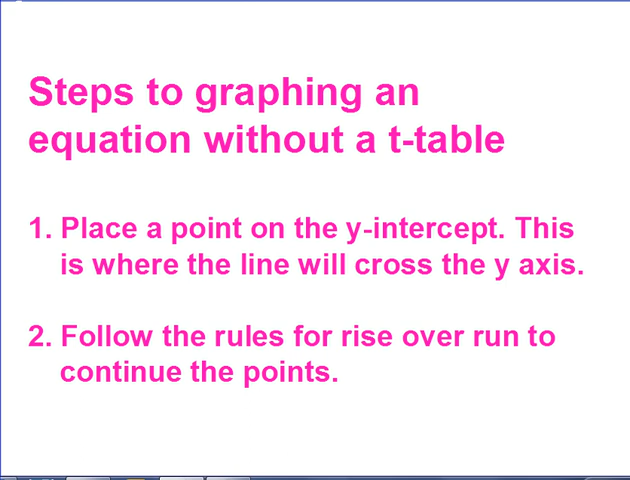 Steps to graphing an
equation without a t-table
1. Place a point on the y-intercept. This
is where the line will cross the y axis.
2. Follow the rules for rise over run to
continue the points.